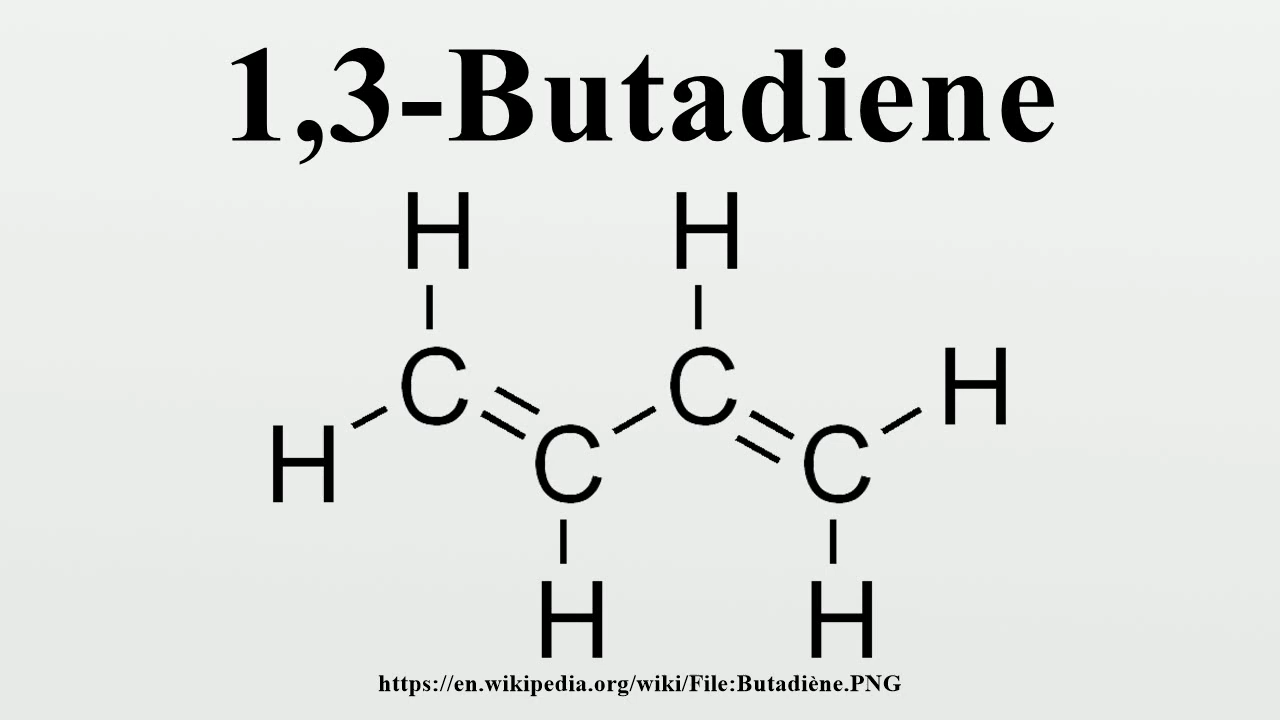 1,3-Butadiene
H H
C C H
H C C
H H
https://en.wikipedia.org/wiki/File:Butadiène.PNG